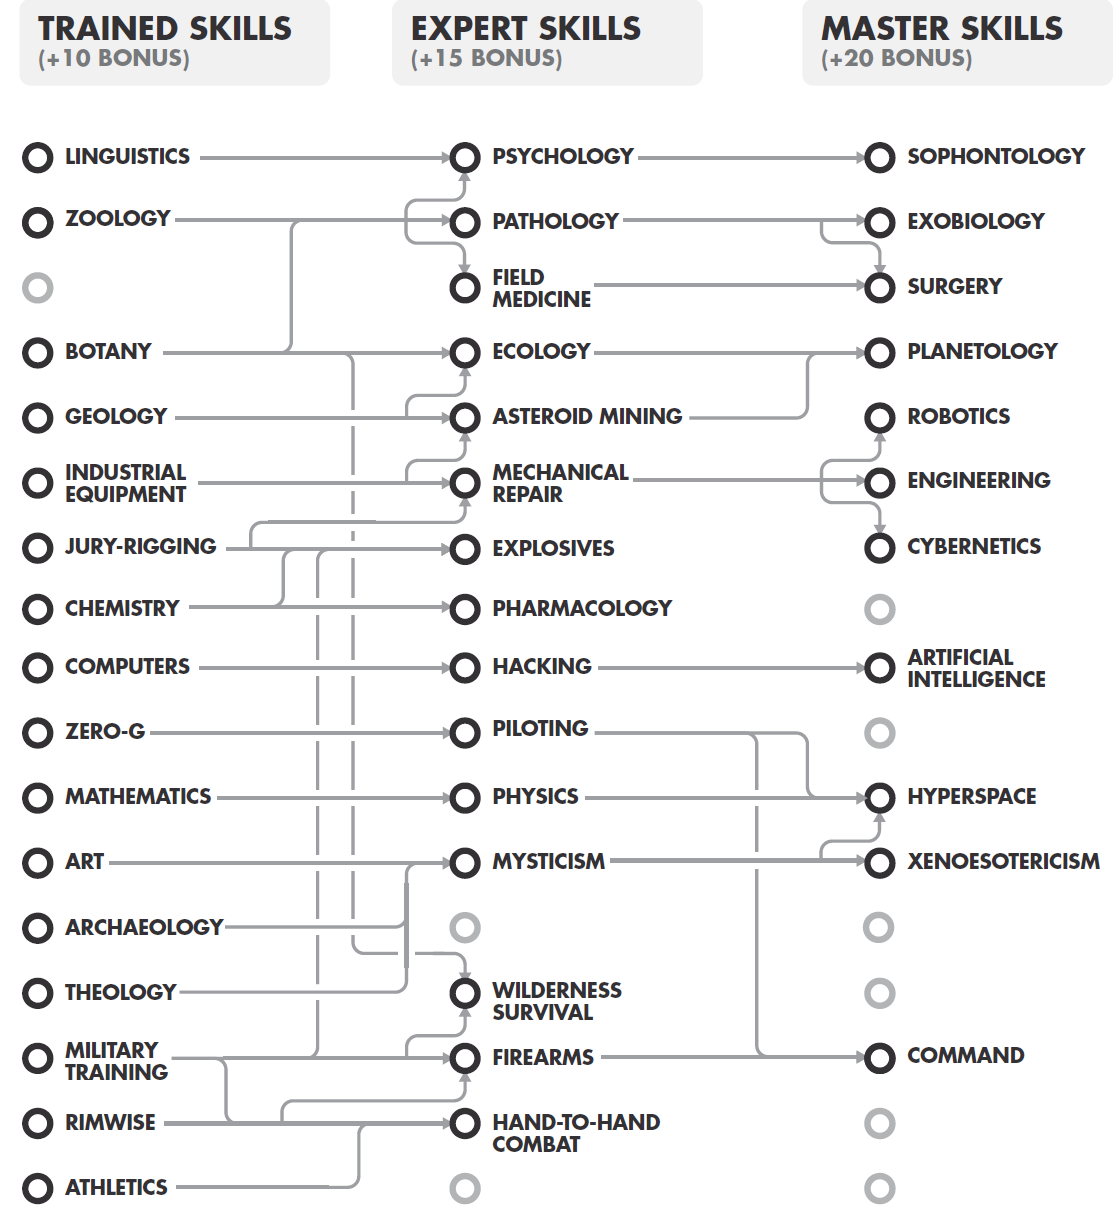 TRAINED SKILLS
(+10 BONUS)
EXPERT SKILLS
(+15 BONUS)
MASTER SKILLS
(+20 BONUS)
LINGUISTICS
ZOOLOGY
BOTANY
GEOLOGY
INDUSTRIAL
EQUIPMENT
JURY-RIGGING
CHEMISTRY
COMPUTERS
ZERO-G
MATHEMATICS
ART
ARCHAEOLOGY
THEOLOGY
MILITARY
TRAINING
RIMWISE
ATHLETICS
PSYCHOLOGY
PATHOLOGY
FIELD
MEDICINE
ECOLOGY
ASTEROID MINING
MECHANICAL
REPAIR
EXPLOSIVES
PHARMACOLOGY
HACKING
PILOTING
PHYSICS
MYSTICISM
WILDERNESS
SURVIVAL
FIREARMS
HAND-TO-HAND
COMBAT
SOPHONTOLOGY
EXOBIOLOGY
SURGERY
PLANETOLOGY
ROBOTICS
ENGINEERING
CYBERNETICS
ARTIFICIAL
INTELLIGENCE
HYPERSPACE
XENOESOTERICISM
COMMAND